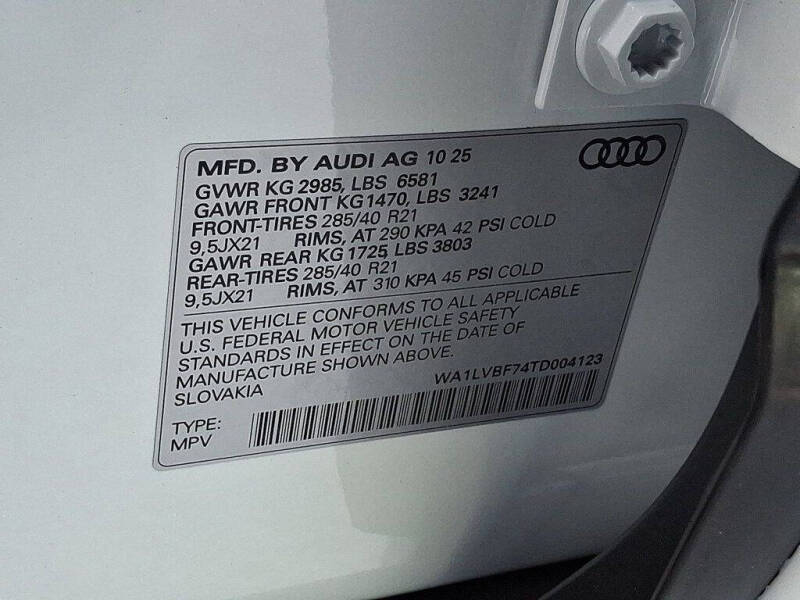 MFD. BY AUDI AG 10 25
GVWR KG 2985, LBS 6581
GAWR FRONT KG 1470, LBS 3241
FRONT-TIRES 285/40 R21
9,5JX21 RIMS, AT 290 KPA 42 PSI COLD
GAWR REAR KG 1725, LBS 3803
REAR-TIRES 285/40 R21
9,5JX21 RIMS, AT 310 KPA 45 PSI COLD
THIS VEHICLE CONFORMS TO ALL APPLICABLE
U.S. FEDERAL MOTOR VEHICLE SAFETY
STANDARDS IN EFFECT ON THE DATE OF
MANUFACTURE SHOWN ABOVE.
SLOVAKIA
WA1LVBF74TD004123
TYPE:
MPV